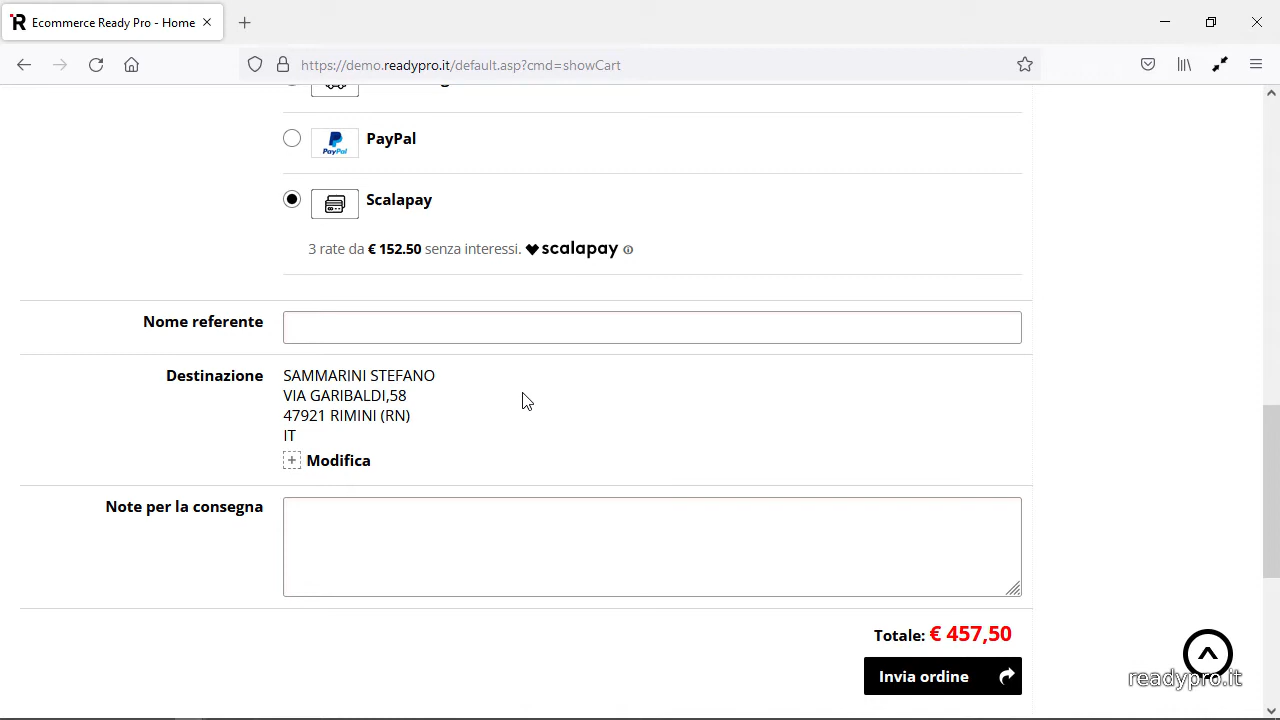 Ecommerce Ready Pro - Home
https://demo.readypro.it/default.asp?cmd=showCart
PayPal
PayPal
Scalapay
3 rate da € 152.50 senza interessi. scalapay
Nome referente
Destinazione
SAMMARINI STEFANO
VIA GARIBALDI,58
47921 RIMINI (RN)
IT
+ Modifica
Note per la consegna
Totale: € 457,50
Invia ordine
readypro.it